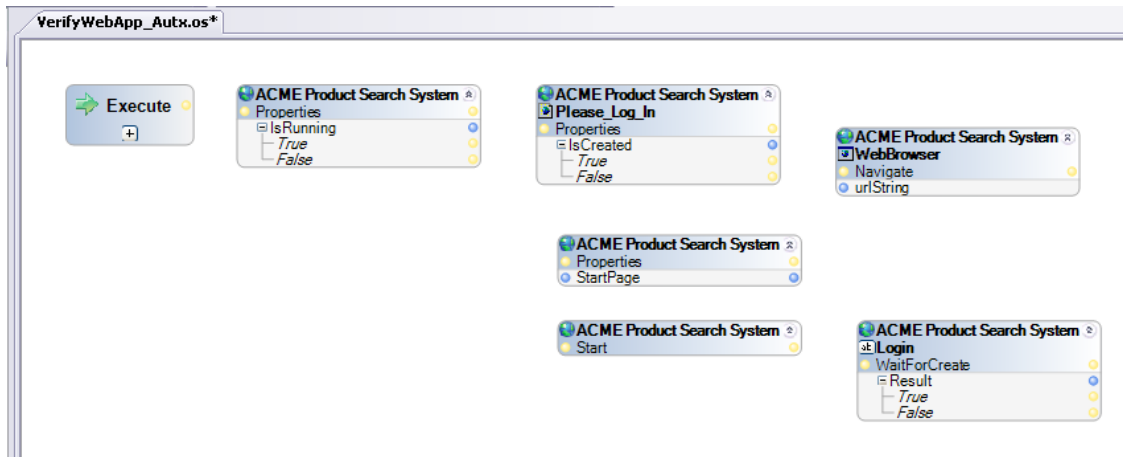 VerifyWebApp_Autx.os*
Execute
ACME Product Search System
Properties
IsRunning
True
False
ACME Product Search System
Please_Log_In
Properties
IsCreated
True
False
ACME Product Search System
WebBrowser
Navigate
urlString
ACME Product Search System
Properties
StartPage
ACME Product Search System
Start
ACME Product Search System
Login
WaitForCreate
Result
True
False